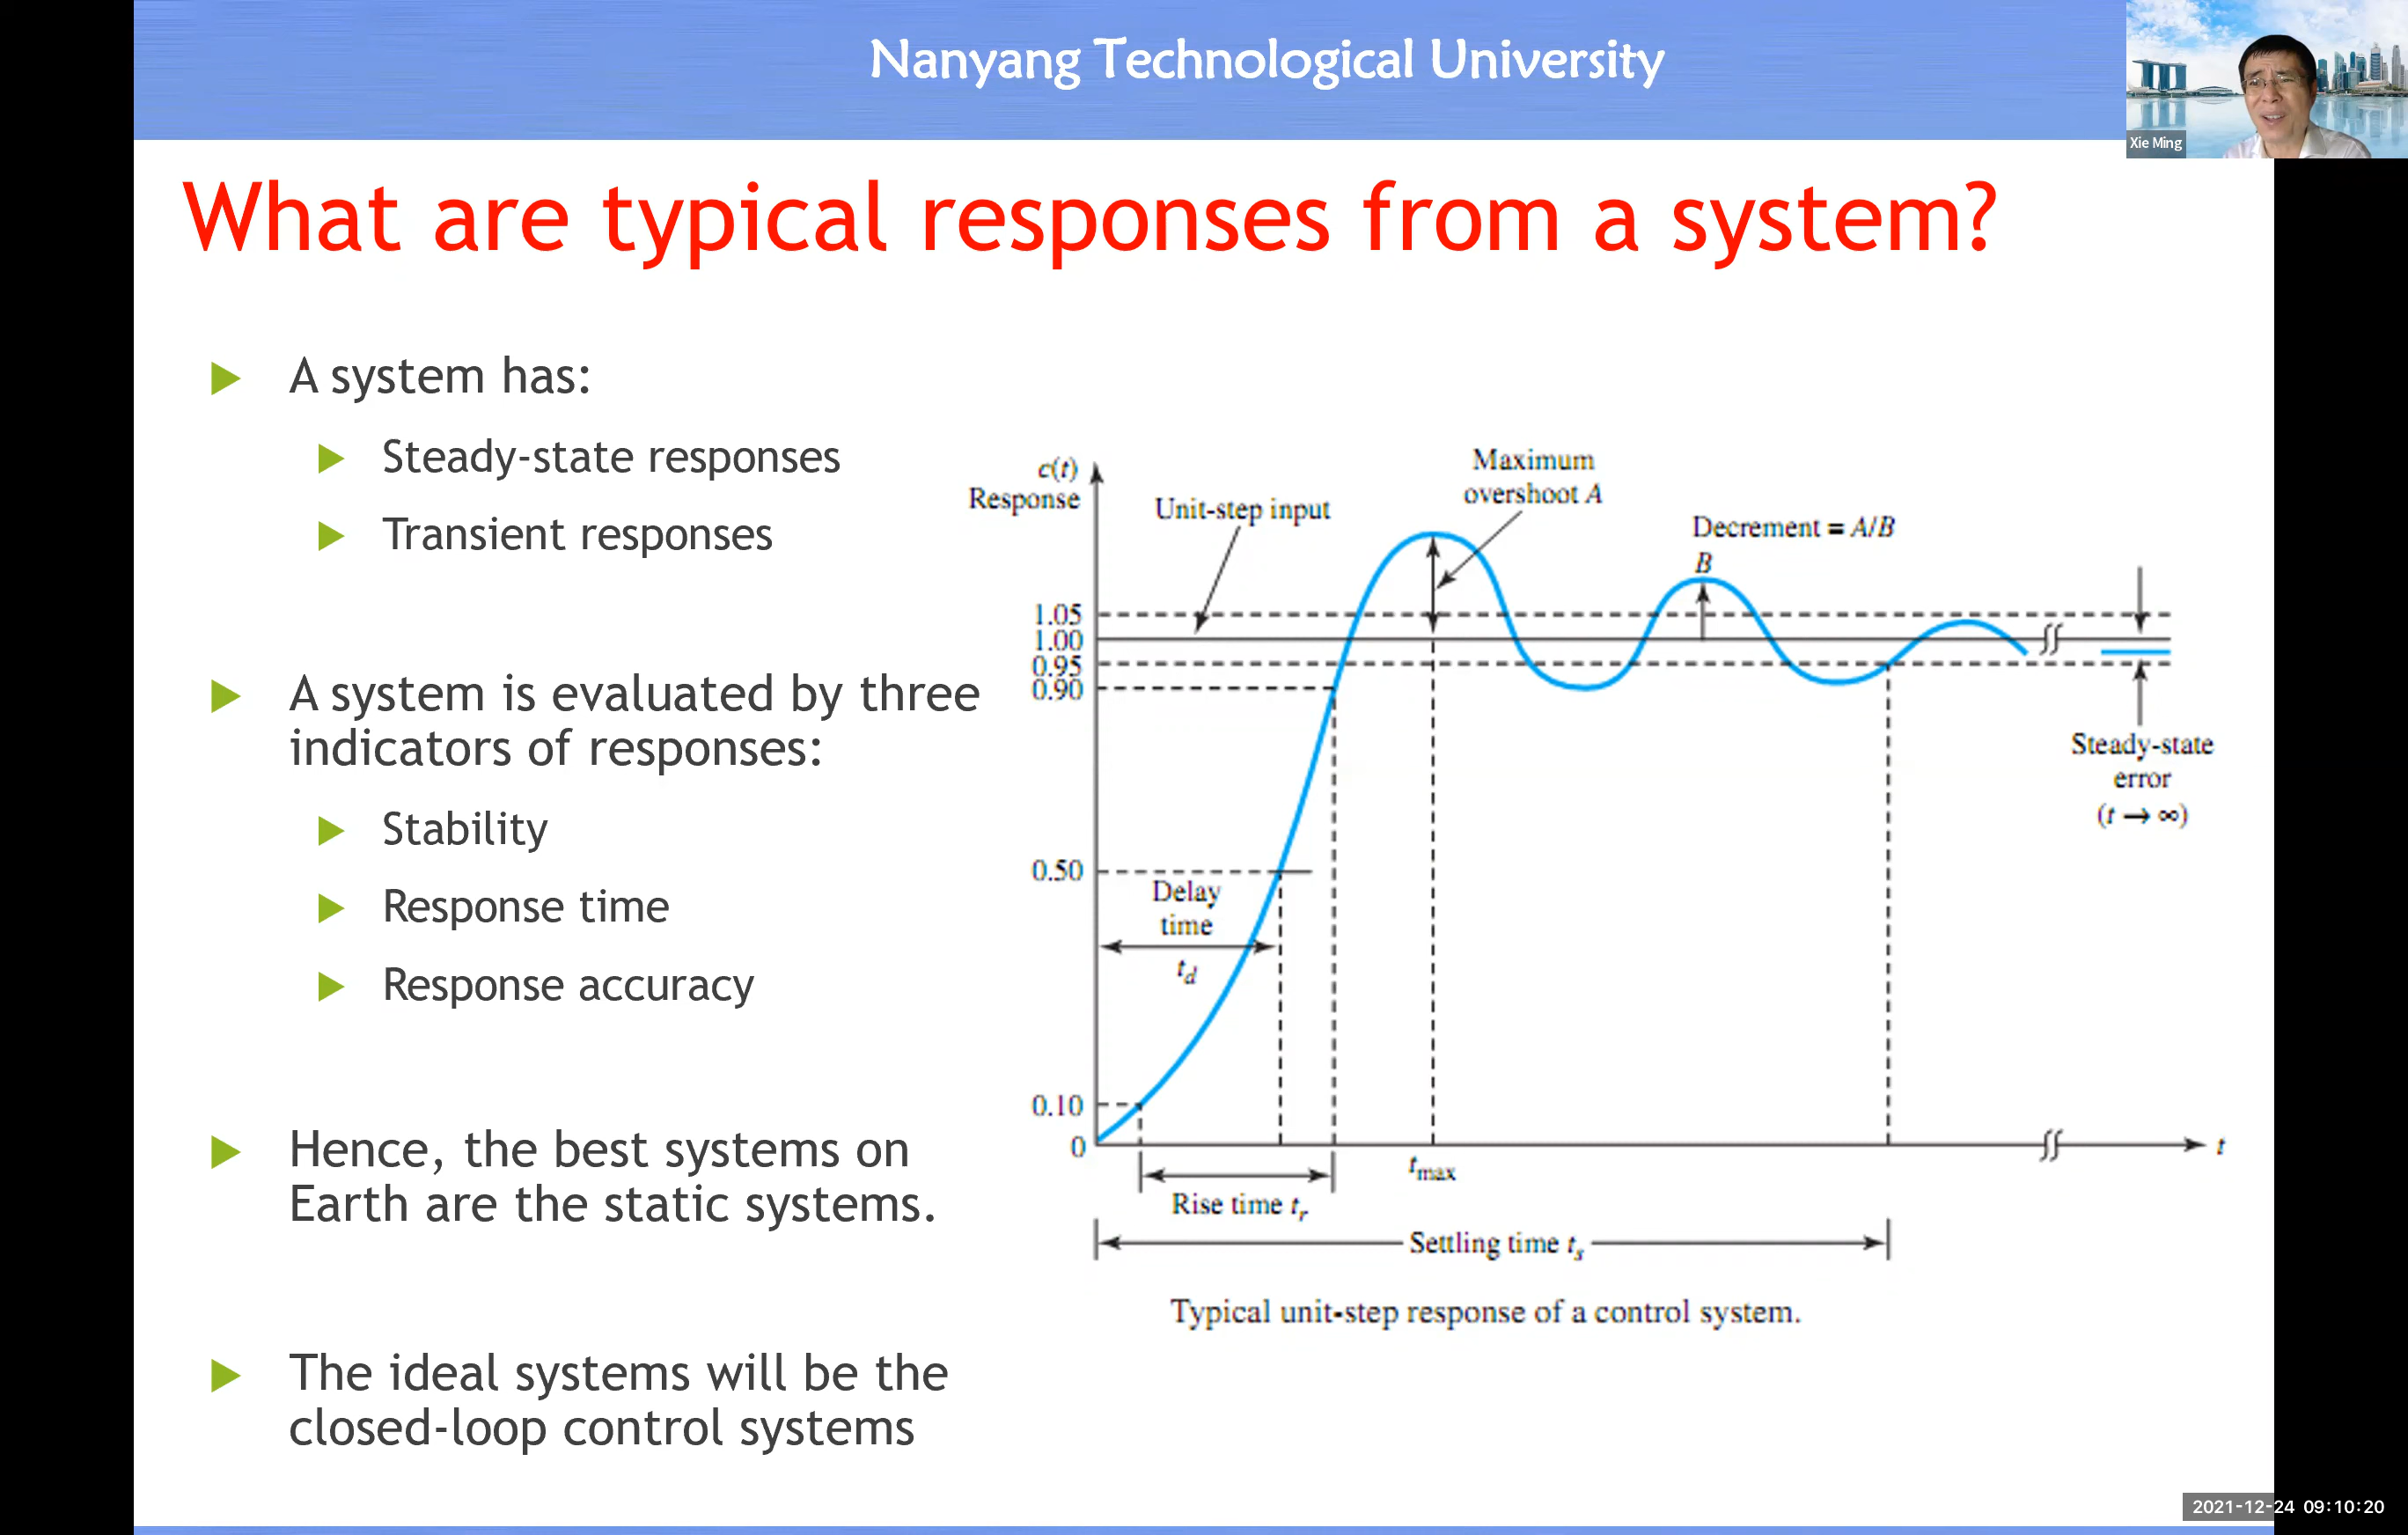 Nanyang Technological University
Xie Ming
What are typical responses from a system?
A system has:
Steady-state responses
Transient responses
A system is evaluated by three
indicators of responses:
Stability
Response time
Response accuracy
Hence, the best systems on
Earth are the static systems.
The ideal systems will be the
closed-loop control systems
c(t)
Response
Unit-step input
Maximum
overshoot A
Decrement = A/B
B
1.05
1.00
0.95
0.90
0.50
0.10
0
Delay
time
t_d
Steady-state
error
(t → ∞)
t
t_max
Rise time t_r
Settling time t_s
Typical unit-step response of a control system.
2021-12-24 09:10:20